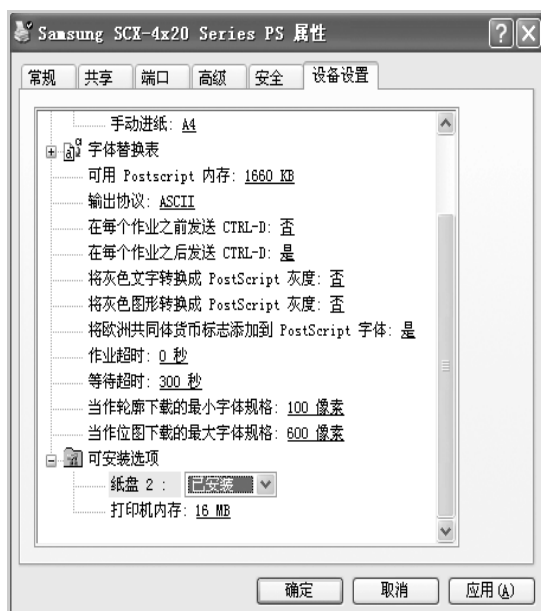 Samsung SCX-4x20 Series PS 属性
常规 共享 端口 高级 安全 设备设置
手动进纸: A4
字体替换表
可用 Postscript 内存: 1660 KB
输出协议: ASCII
在每个作业之前发送 CTRL-D: 否
在每个作业之后发送 CTRL-D: 是
将灰色文字转换成 PostScript 灰度: 否
将灰色图形转换成 PostScript 灰度: 否
将欧洲共同体货币标志添加到 PostScript 字体: 是
作业超时: 0 秒
等待超时: 300 秒
当作轮廓下载的最小字体规格: 100 像素
当作位图下载的最大字体规格: 600 像素
可安装选项
纸盘 2 : 已安装
打印机内存: 16 MB
确定 取消 应用(A)